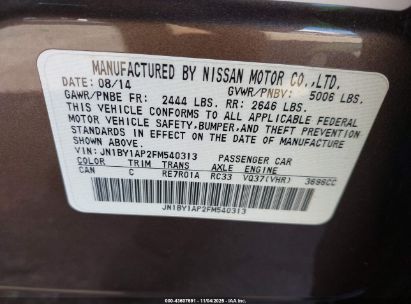 MANUFACTURED BY NISSAN MOTOR CO.,LTD.
DATE: 08/14 GVWR/PNBV: 5006 LBS.
GAWR/PNBE FR: 2444 LBS. RR: 2646 LBS.
THIS VEHICLE CONFORMS TO ALL APPLICABLE FEDERAL
MOTOR VEHICLE SAFETY, BUMPER, AND THEFT PREVENTION
STANDARDS IN EFFECT ON THE DATE OF MANUFACTURE
SHOWN ABOVE.
VIN: JN1BY1AP2FM540313 PASSENGER CAR
COLOR TRIM TRANS AXLE ENGINE
CAN C RE7R01A RC33 VQ37(VHR) 3696CC
JN1BY1AP2FM540313